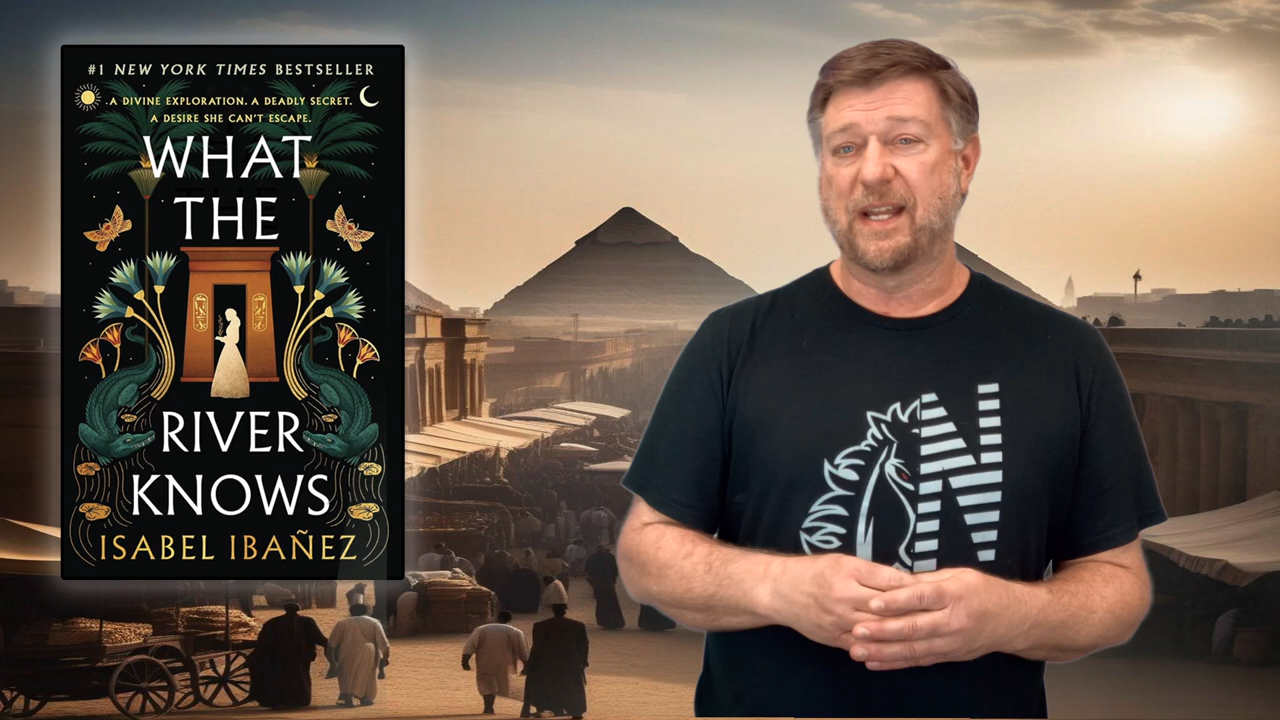 #1 NEW YORK TIMES BESTSELLER
A DIVINE EXPLORATION. A DEADLY SECRET.
A DESIRE SHE CAN'T ESCAPE.
WHAT
THE
RIVER
KNOWS
ISABEL IBAÑEZ
N